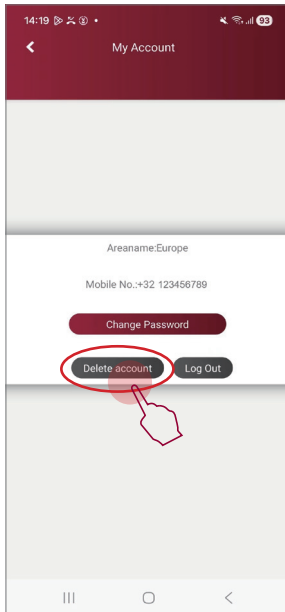 14:19 93
My Account
Areaname:Europe
Mobile No.:+32 123456789
Change Password
Delete account Log Out